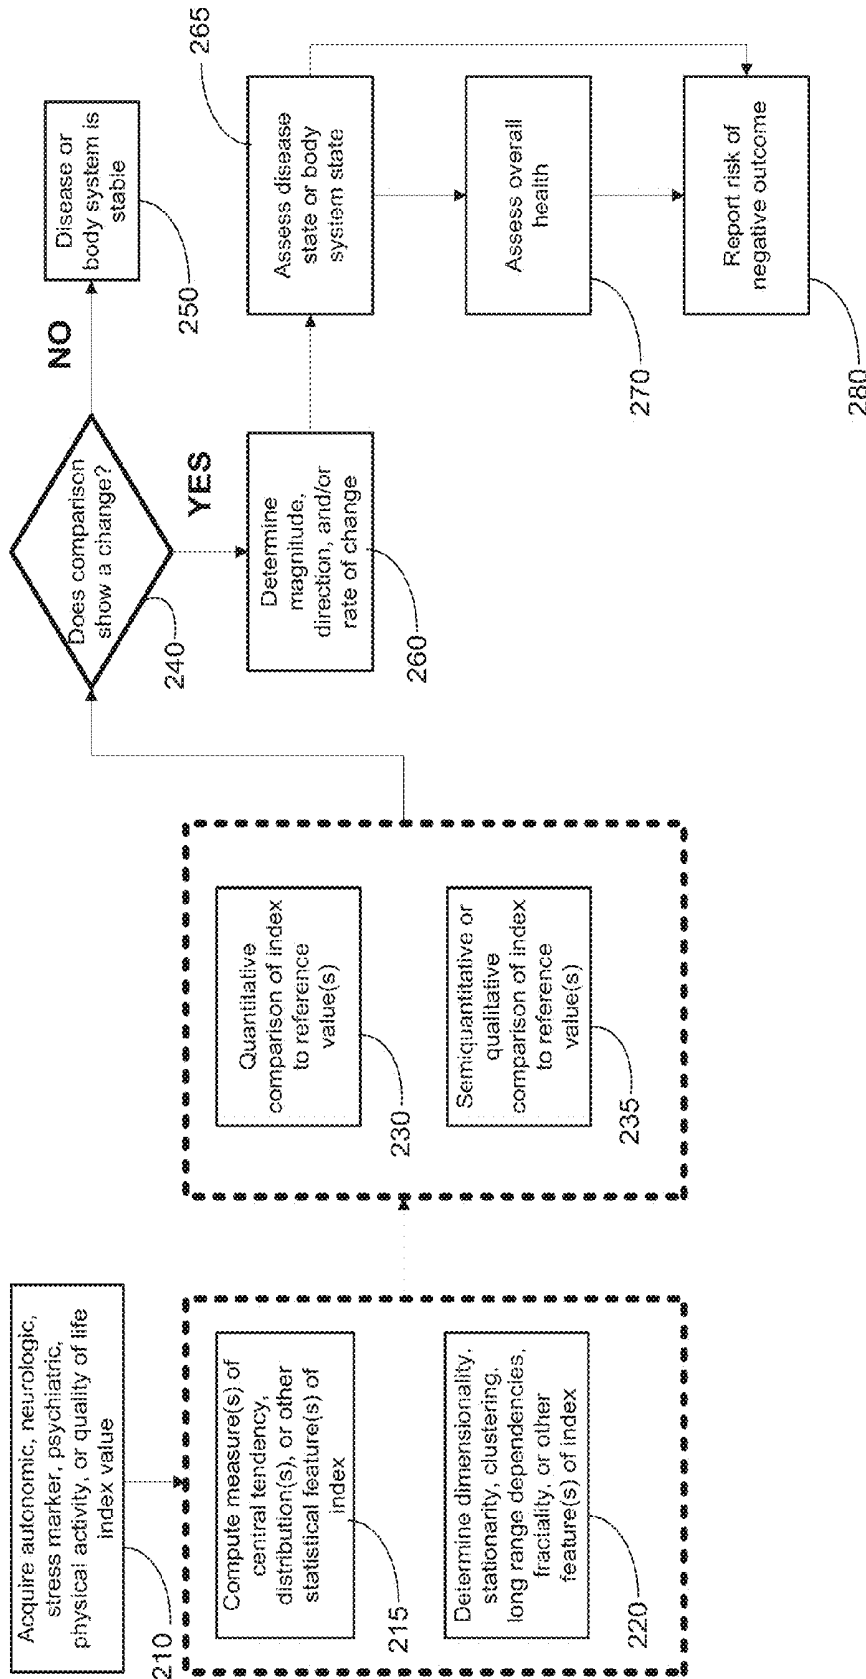 Acquire autonomic, neurologic,
stress marker, psychiatric,
physical activity, or quality of life
index value
210
Compute measure(s) of
central tendency,
distribution(s), or other
statistical feature(s) of
index
215
Determine dimensionality,
stationarity, clustering,
long range dependencies,
fractality, or other
feature(s) of index
220
Quantitative
comparison of index
to reference
value(s)
230
Semiquantitative or
qualitative
comparison of index
to reference
value(s)
235
Does comparison
show a change?
240
NO
Disease or
body system is
stable
250
YES
Determine
magnitude,
direction, and/or
rate of change
260
Assess disease
state or body
system state
265
Assess overall
health
270
Report risk of
negative outcome
280